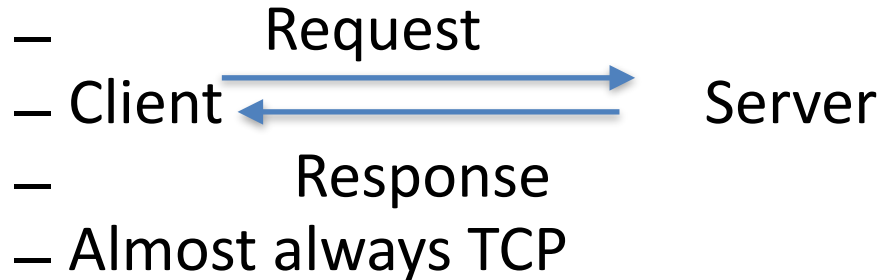 – Request
– Client Server
– Response
– Almost always TCP